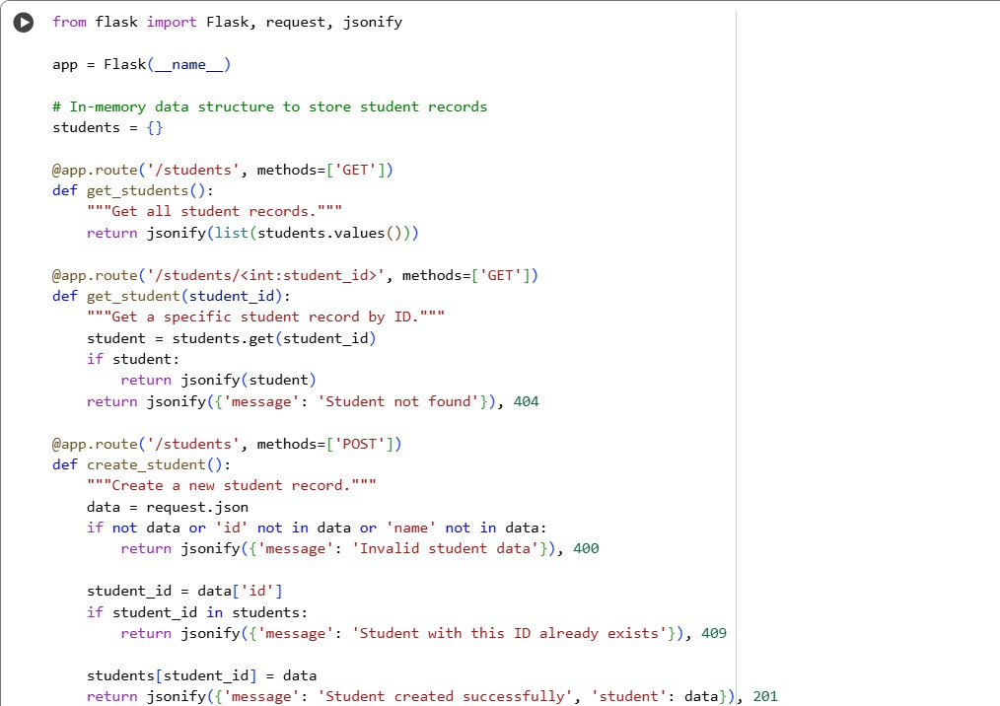 from flask import Flask, request, jsonify

app = Flask(__name__)

# In-memory data structure to store student records
students = {}

@app.route('/students', methods=['GET'])
def get_students():
    """Get all student records."""
    return jsonify(list(students.values()))

@app.route('/students/<int:student_id>', methods=['GET'])
def get_student(student_id):
    """Get a specific student record by ID."""
    student = students.get(student_id)
    if student:
        return jsonify(student)
    return jsonify({'message': 'Student not found'}), 404

@app.route('/students', methods=['POST'])
def create_student():
    """Create a new student record."""
    data = request.json
    if not data or 'id' not in data or 'name' not in data:
        return jsonify({'message': 'Invalid student data'}), 400

    student_id = data['id']
    if student_id in students:
        return jsonify({'message': 'Student with this ID already exists'}), 409

    students[student_id] = data
    return jsonify({'message': 'Student created successfully', 'student': data}), 201